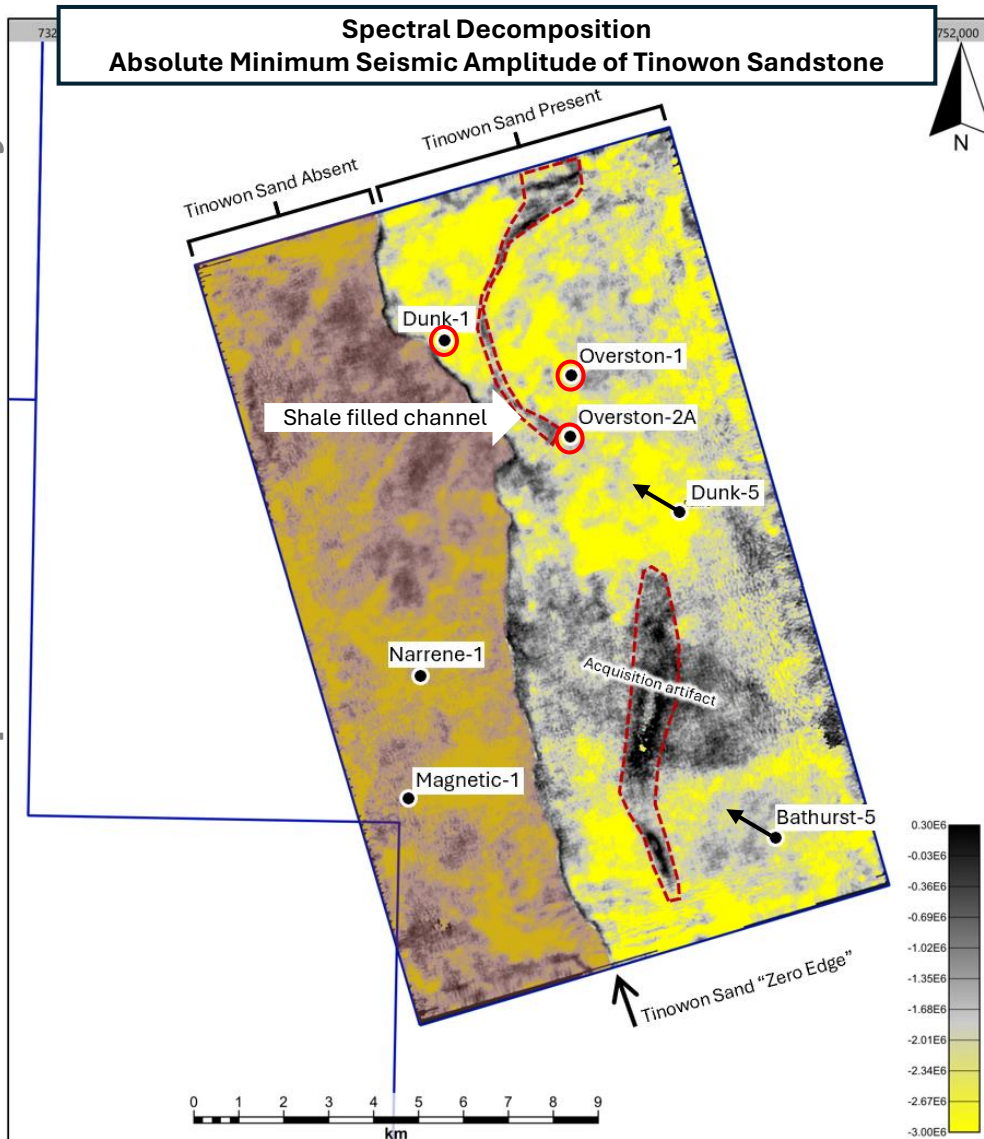 Spectral Decomposition
Absolute Minimum Seismic Amplitude of Tinowon Sandstone
732
752,000
N
Tinowon Sand Absent
Tinowon Sand Present
Dunk-1
Overston-1
Shale filled channel
Overston-2A
Dunk-5
Narrene-1
Acquisition artifact
Magnetic-1
Bathurst-5
Tinowon Sand “Zero Edge”
0.30E6
-0.03E6
-0.36E6
-0.69E6
-1.02E6
-1.35E6
-1.68E6
-2.01E6
-2.34E6
-2.67E6
-3.00E6
0 1 2 3 4 5 6 7 8 9
km